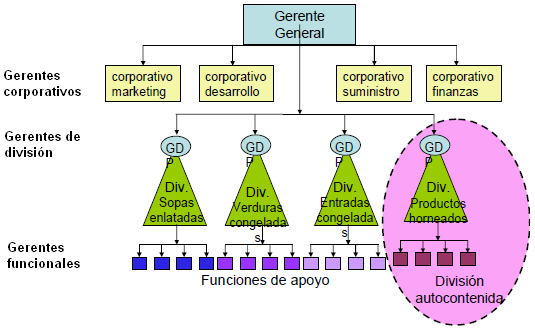 Gerente
General
Gerentes
corporativos
corporativo
marketing
corporativo
desarrollo
corporativo
suministro
corporativo
finanzas
Gerentes de
división
GD
P
GD
P
GD
P
GD
P
Div.
Sopas
enlatadas
Div.
Verduras
congelada
s
Div.
Entradas
congelada
s
Div.
Productos
horneados
Gerentes
funcionales
Funciones de apoyo
División
autocontenida